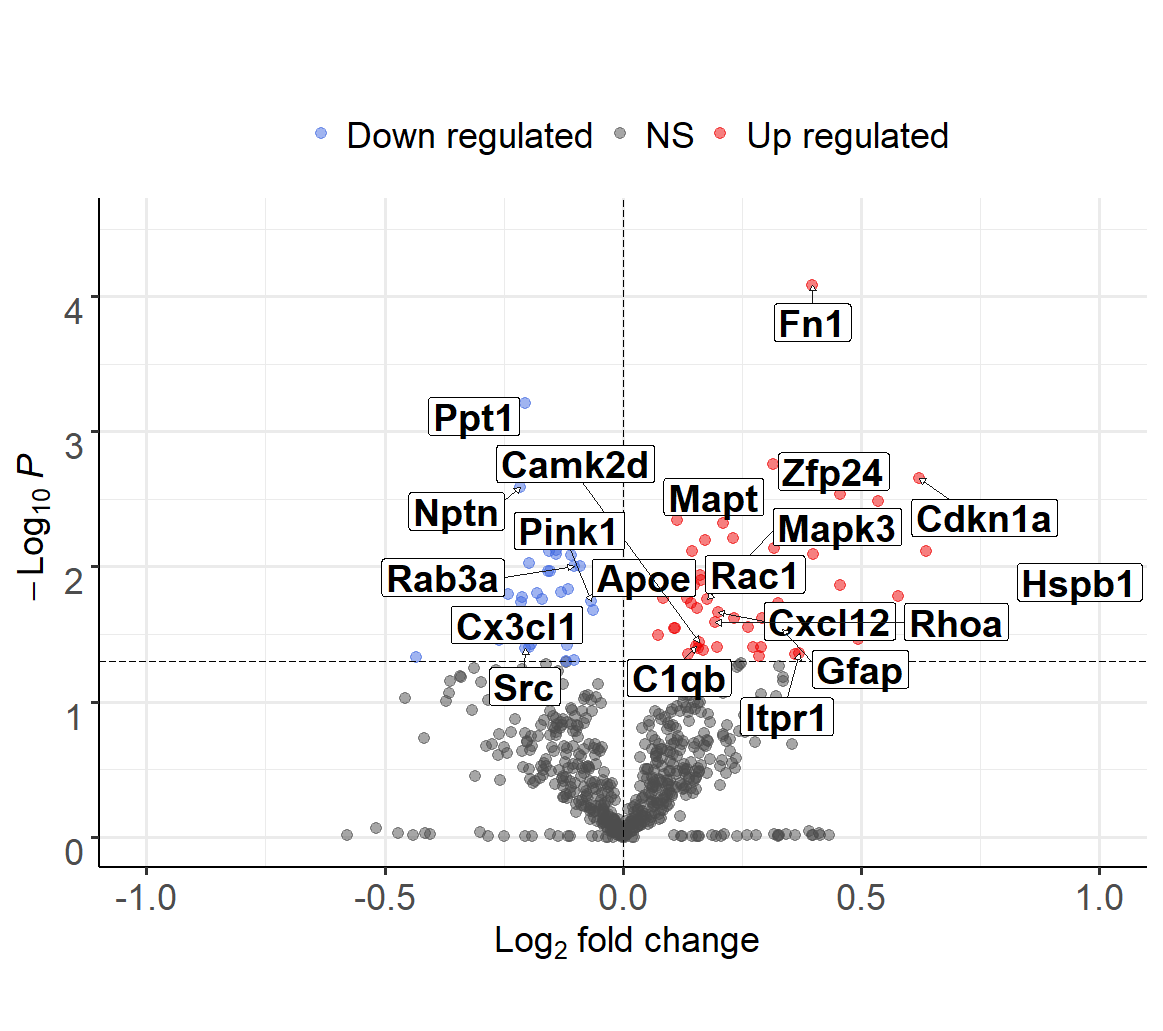 Down regulated NS Up regulated
Fn1
Ppt1
Camk2d
Zfp24
Mapt
Nptn
Cdkn1a
Pink1
Mapk3
Rab3a
Apoe
Rac1
Hspb1
Cx3cl1
Cxcl12
Rhoa
C1qb
Gfap
Src
Itpr1
4
3
2
1
0
−Log10 P
-1.0 -0.5 0.0 0.5 1.0
Log2 fold change